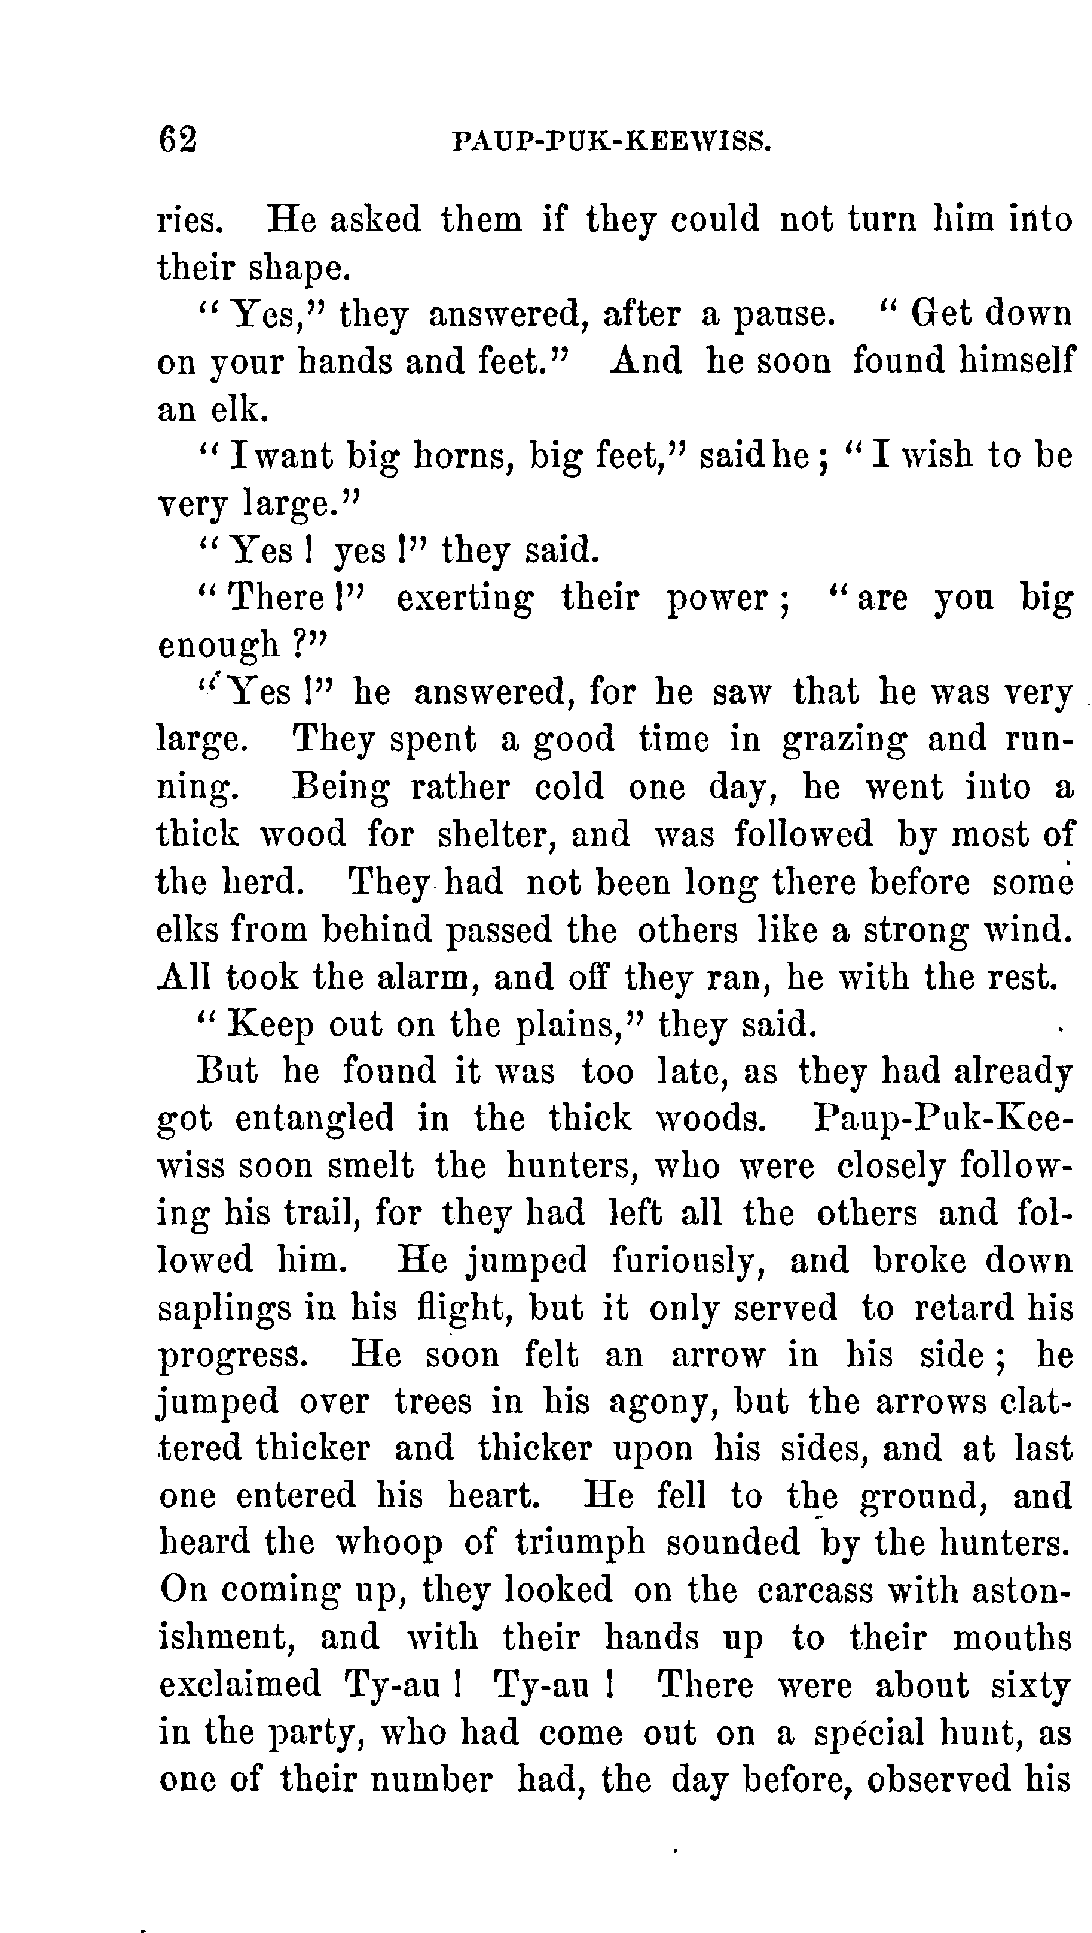 62 PAUP-PUK-KEEWISS.
ries. He asked them if they could not turn him into
their shape.
“ Yes,” they answered, after a pause. “ Get down
on your hands and feet.” And he soon found himself
an elk.
“ I want big horns, big feet,” said he ; “ I wish to be
very large.”
“ Yes ! yes !” they said.
“ There !” exerting their power ; “ are you big
enough ?”
“ Yes !” he answered, for he saw that he was very
large. They spent a good time in grazing and run-
ning. Being rather cold one day, he went into a
thick wood for shelter, and was followed by most of
the herd. They had not been long there before some
elks from behind passed the others like a strong wind.
All took the alarm, and off they ran, he with the rest.
“ Keep out on the plains,” they said.
But he found it was too late, as they had already
got entangled in the thick woods. Paup-Puk-Kee-
wiss soon smelt the hunters, who were closely follow-
ing his trail, for they had left all the others and fol-
lowed him. He jumped furiously, and broke down
saplings in his flight, but it only served to retard his
progress. He soon felt an arrow in his side ; he
jumped over trees in his agony, but the arrows clat-
tered thicker and thicker upon his sides, and at last
one entered his heart. He fell to the ground, and
heard the whoop of triumph sounded by the hunters.
On coming up, they looked on the carcass with aston-
ishment, and with their hands up to their mouths
exclaimed Ty-au ! Ty-au ! There were about sixty
in the party, who had come out on a special hunt, as
one of their number had, the day before, observed his